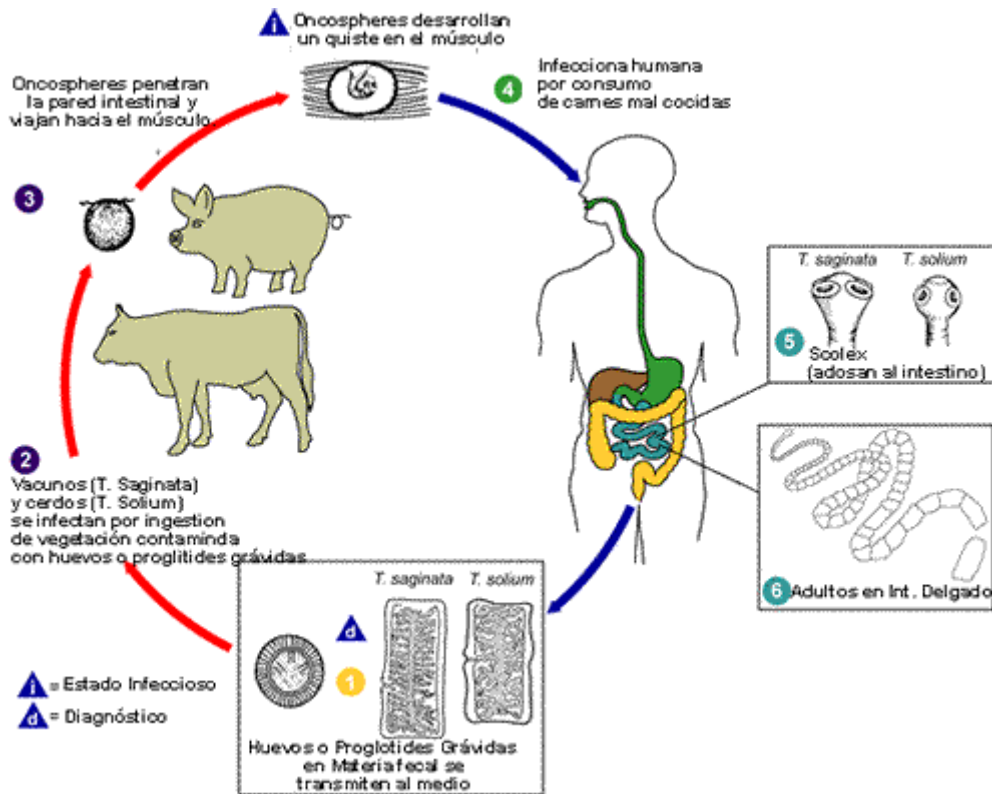 i
Oncospheres desarrollan
un quiste en el músculo
Oncospheres penetran
la pared intestinal y
viajan hacia el músculo
4
Infecciona humana
por consumo
de carnes mal cocidas
3
T. saginata
T. solium
5
Scolex
(adosan al intestino)
2
Vacunos (T. Saginata)
y cerdos (T. Solium)
se infectan por ingestion
de vegetación contaminda
con huevos o proglitides grávidas
6
Adultos en Int. Delgado
T. saginata
T. solium
d
1
Huevos o Proglótides Grávidas
en Materia fecal se
transmiten al medio
i = Estado Infeccioso
d = Diagnóstico